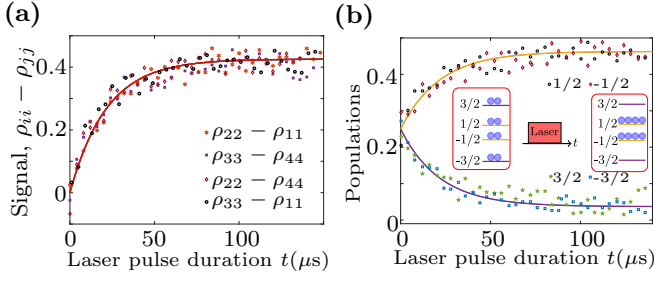 (a)
Signal, ρii − ρjj
0.4
0.2
0
ρ22 − ρ11
ρ33 − ρ44
ρ22 − ρ44
ρ33 − ρ11
0
50
100
Laser pulse duration t(μs)
(b)
Populations
0.4
0.2
0
1/2 -1/2
3/2
1/2
-1/2
-3/2
Laser
t
3/2
1/2
-1/2
-3/2
3/2 -3/2
0
50
100
Laser pulse duration t(μs)